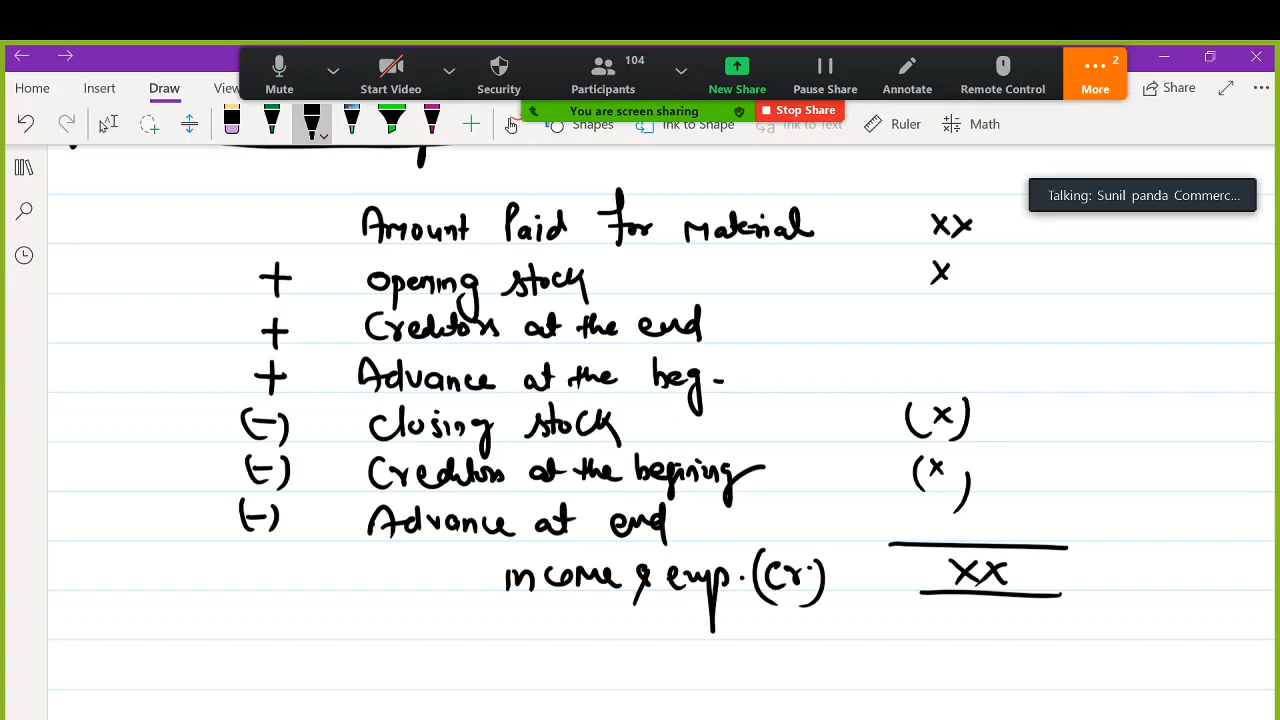 104
2
Mute
Start Video
Security
Participants
New Share
Pause Share
Annotate
Remote Control
More
Home Insert Draw View
Share
You are screen sharing
Stop Share
Shapes Ink to Shape Ink to Text Ruler Math
Talking: Sunil panda Commerc...
Amount Paid for material xx
+ opening stock x
+ Creditors at the end
+ Advance at the beg-
(-) closing stock (x)
(-) Creditors at the begining (x)
(-) Advance at end
income & exp. (Cr.) xx